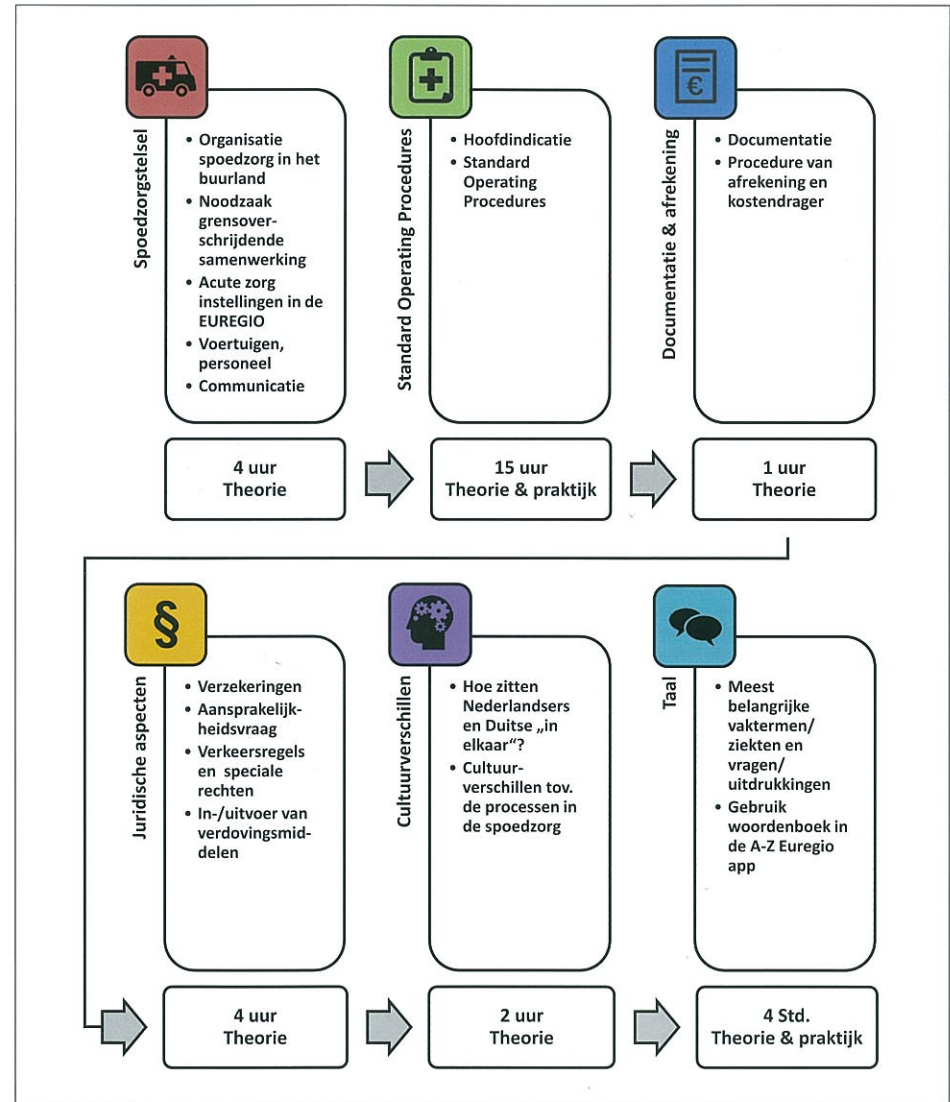 Spoedzorgstelsel
• Organisatie
spoedzorg in het
buurland
• Noodzaak
grensover-
schrijdende
samenwerking
• Acute zorg
instellingen in de
EUREGIO
• Voertuigen,
personeel
• Communicatie
4 uur
Theorie
Standard Operating Procedures
• Hoofdindicatie
• Standard
Operating
Procedures
15 uur
Theorie & praktijk
€
Documentatie & afrekening
• Documentatie
• Procedure van
afrekening en
kostendrager
1 uur
Theorie
§
Juridische aspecten
• Verzekeringen
• Aansprakelijk-
heidsvraag
• Verkeersregels
en speciale
rechten
• In-/uitvoer van
verdovingsmid-
delen
4 uur
Theorie
Cultuurverschillen
• Hoe zitten
Nederlandsers
en Duitse „in
elkaar“?
• Cultuur-
verschillen tov.
de processen in
de spoedzorg
2 uur
Theorie
Taal
• Meest
belangrijke
vaktermen/
ziekten en
vragen/
uitdrukkingen
• Gebruik
woordenboek in
de A-Z Euregio
app
4 Std.
Theorie & praktijk